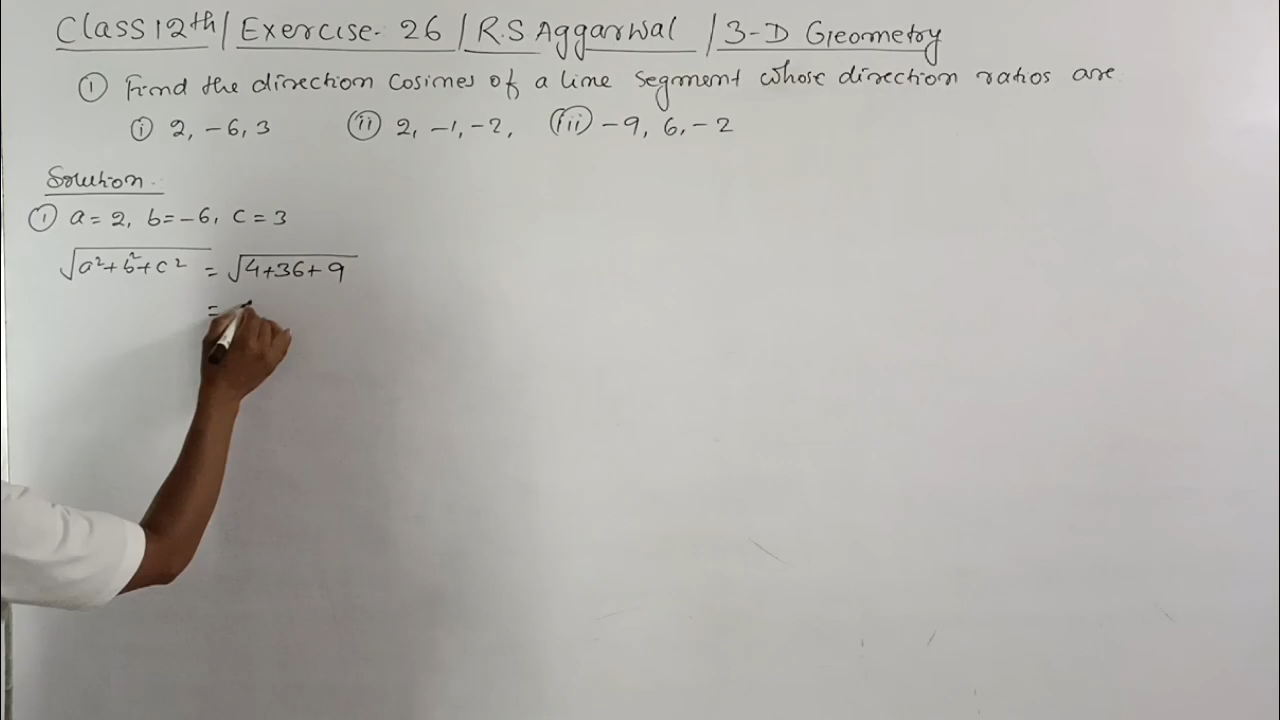 Class 12th / Exercise- 26 / R.S Aggarwal / 3-D Geometry
① Find the direction Cosines of a line segment whose direction ratios are
(i) 2, -6, 3 (ii) 2, -1, -2, (iii) -9, 6, -2
Solution.
① a = 2, b = -6, c = 3
√a²+b²+c² = √4+36+9
=